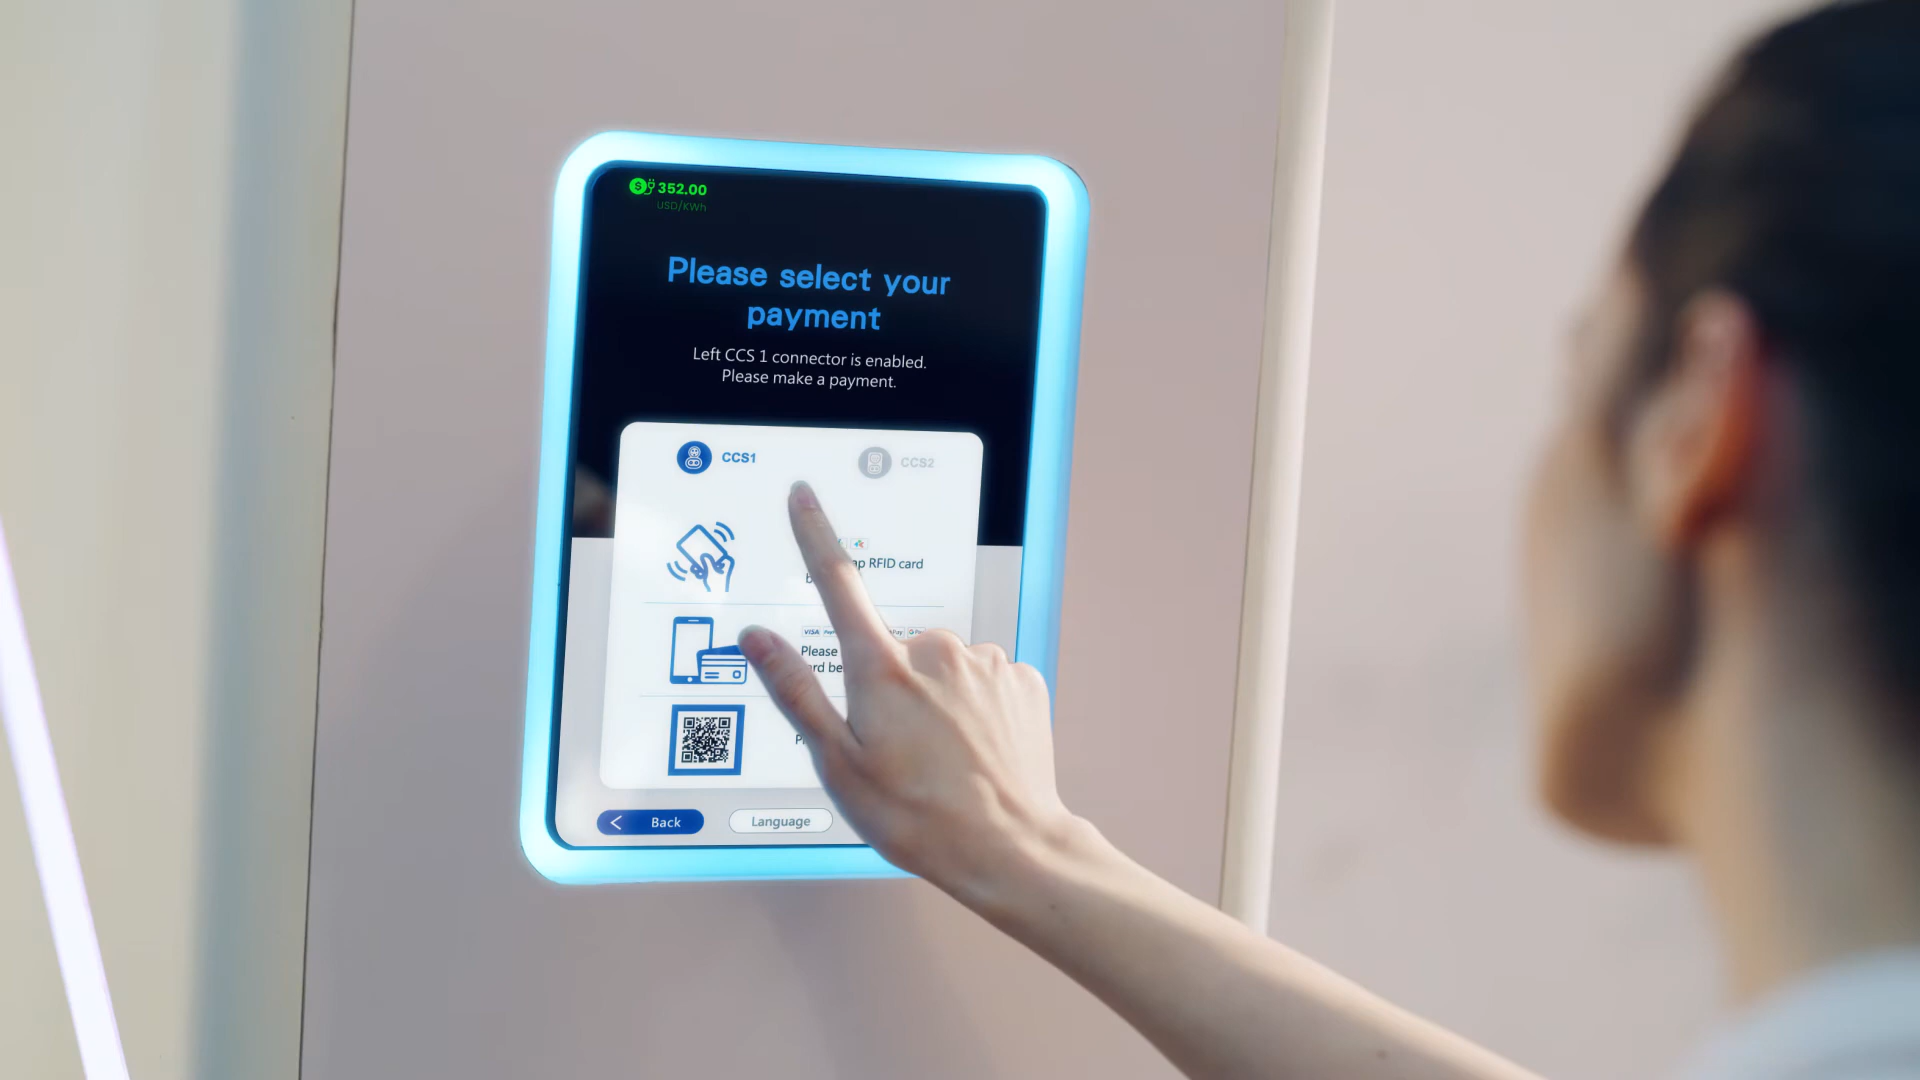 352.00
USD/KWh
Please select your
payment
Left CCS 1 connector is enabled.
Please make a payment.
CCS1 CCS2
RFID card
VISA
Please
Back Language